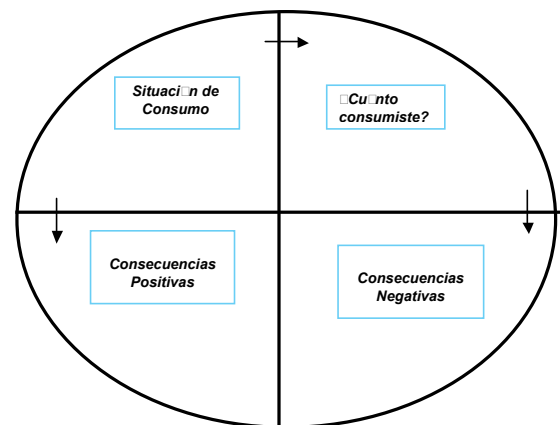 Situaci□n de
Consumo
□Cu□nto
consumiste?
Consecuencias
Positivas
Consecuencias
Negativas